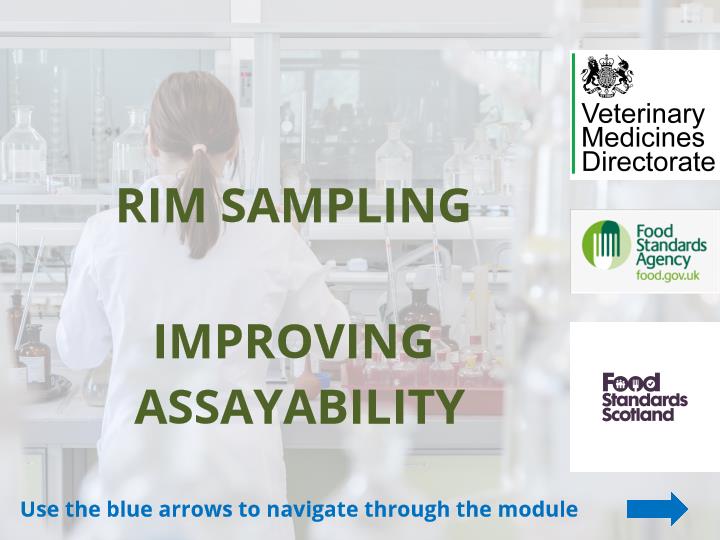 RIM SAMPLING
IMPROVING
ASSAYABILITY
Veterinary
Medicines
Directorate
Food
Standards
Agency
food.gov.uk
Food
Standards
Scotland
Use the blue arrows to navigate through the module